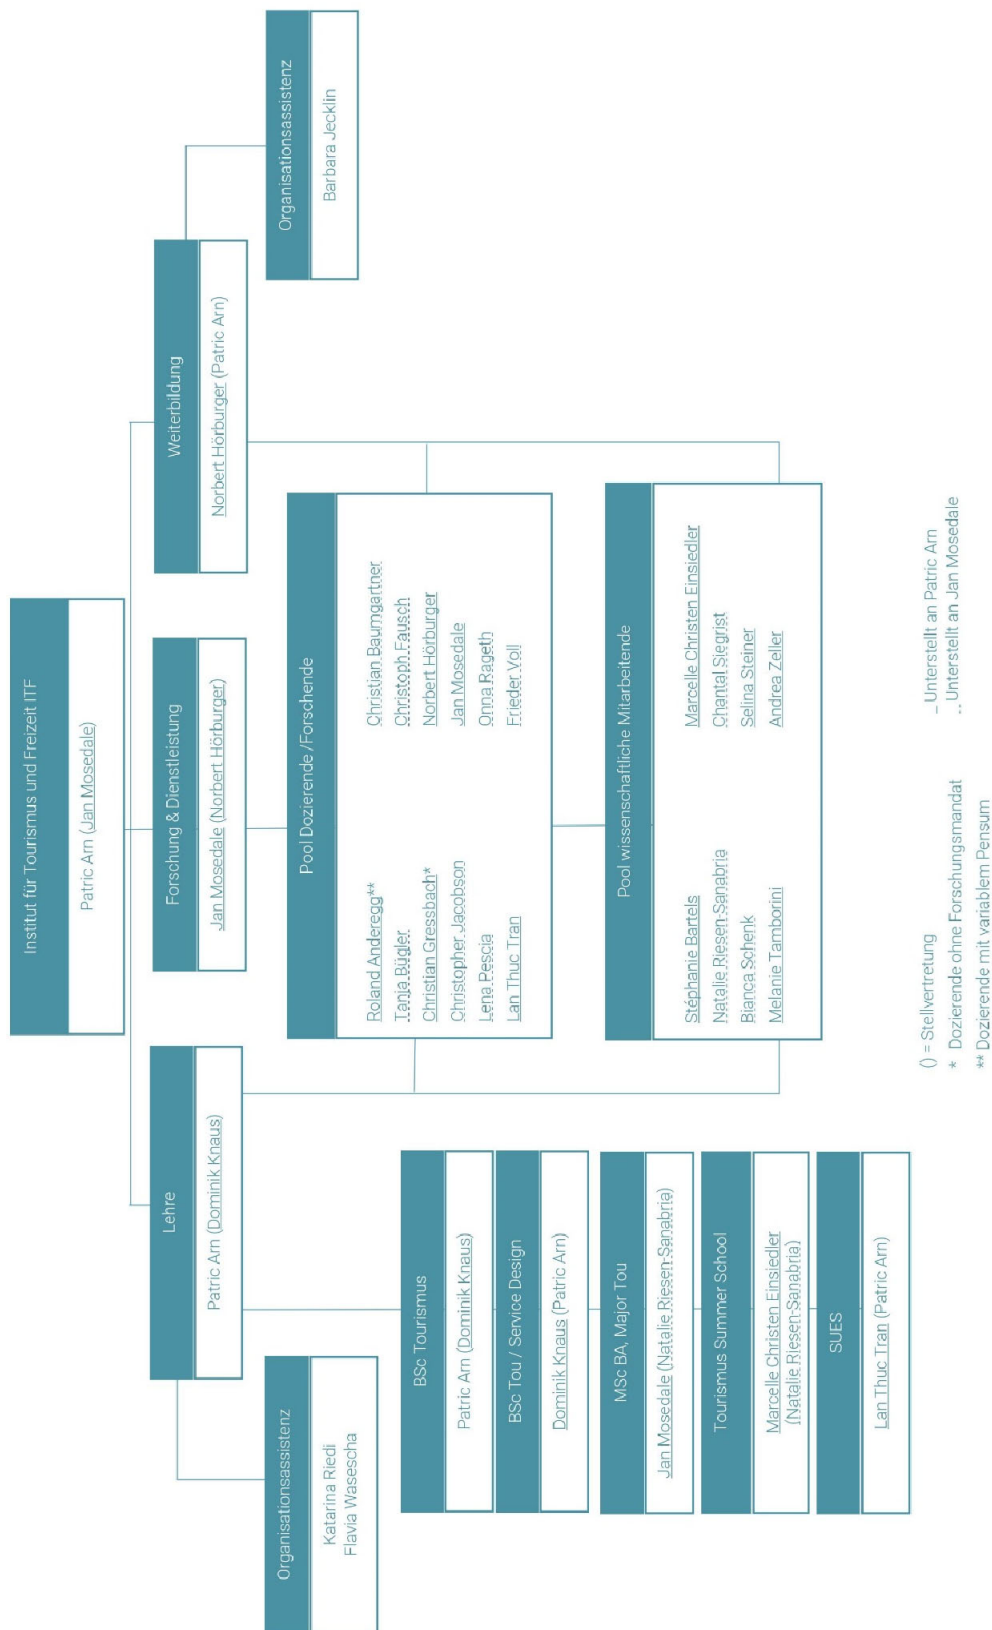 Institut für Tourismus und Freizeit ITF
Patric Arn (Jan Mosedale)
Lehre
Patric Arn (Dominik Knaus)
Forschung & Dienstleistung
Jan Mosedale (Norbert Hörburger)
Weiterbildung
Norbert Hörburger (Patric Arn)
Organisationsassistenz
Katarina Riedi
Flavia Wasescha
Organisationsassistenz
Barbara Jecklin
BSc Tourismus
Patric Arn (Dominik Knaus)
BSc Tou / Service Design
Dominik Knaus (Patric Arn)
MSc BA, Major Tou
Jan Mosedale (Natalie Riesen-Sanabria)
Tourismus Summer School
Marcelle Christen Einsiedler
(Natalie Riesen-Sanabria)
SUES
Lan Thuc Tran (Patric Arn)
Pool Dozierende /Forschende
Roland Anderegg**
Tanja Bügler
Christian Gressbach*
Christopher Jacobson
Lena Pescia
Lan Thuc Tran
Christian Baumgartner
Christoph Fausch
Norbert Hörburger
Jan Mosedale
Onna Rageth
Frieder Voll
Pool wissenschaftliche Mitarbeitende
Stéphanie Bartels
Natalie Riesen-Sanabria
Bianca Schenk
Melanie Tamborini
Marcelle Christen Einsiedler
Chantal Siegrist
Selina Steiner
Andrea Zeller
() = Stellvertretung
* Dozierende ohne Forschungsmandat
** Dozierende mit variablem Pensum
_ Unterstellt an Patric Arn
.. Unterstellt an Jan Mosedale